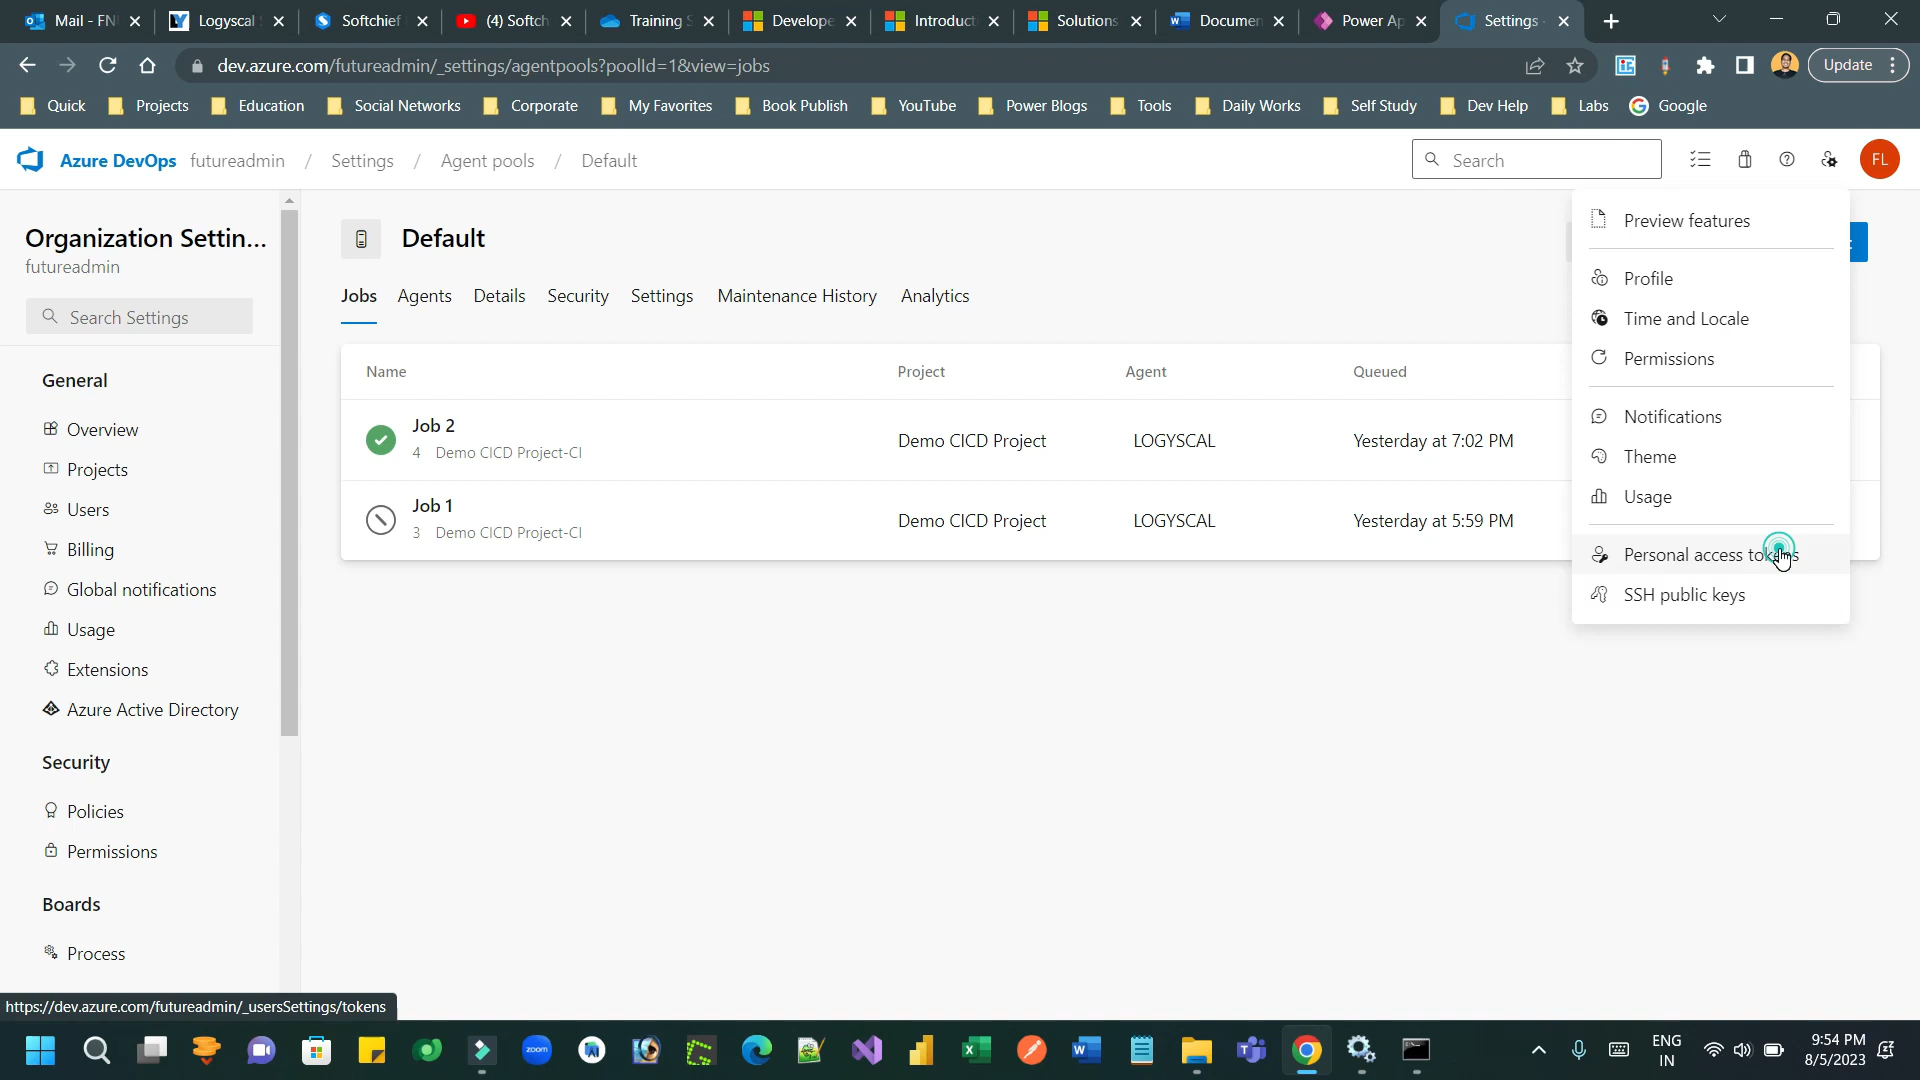 Mail - FN
Logyscal
Softchief
(4) Softch
Training S
Develope
Introduct
Solutions
Documen
Power Ap
Settings -
dev.azure.com/futureadmin/_settings/agentpools?poolId=1&view=jobs
Update
Quick
Projects
Education
Social Networks
Corporate
My Favorites
Book Publish
YouTube
Power Blogs
Tools
Daily Works
Self Study
Dev Help
Labs
Google
Azure DevOps futureadmin / Settings / Agent pools / Default
Search
FL
Organization Settin...
futureadmin
Search Settings
General
Overview
Projects
Users
Billing
Global notifications
Usage
Extensions
Azure Active Directory
Security
Policies
Permissions
Boards
Process
Default
Jobs
Agents
Details
Security
Settings
Maintenance History
Analytics
Name
Project
Agent
Queued
Job 2
4 Demo CICD Project-CI
Demo CICD Project
LOGYSCAL
Yesterday at 7:02 PM
Job 1
3 Demo CICD Project-CI
Demo CICD Project
LOGYSCAL
Yesterday at 5:59 PM
Preview features
Profile
Time and Locale
Permissions
Notifications
Theme
Usage
Personal access tokens
SSH public keys
https://dev.azure.com/futureadmin/_usersSettings/tokens
zoom
ENG
IN
9:54 PM
8/5/2023